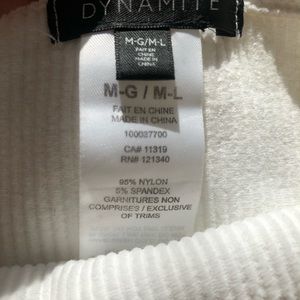 DYNAMITE
M-G/M-L
FAIT EN
CHINE
MADE IN
CHINA
M-G / M-L
FAIT EN CHINE
MADE IN CHINA
100037700
CA# 11319
RN# 121340
95% NYLON
5% SPANDEX
GARNITURES NON
COMPRISES / EXCLUSIVE
OF TRIMS